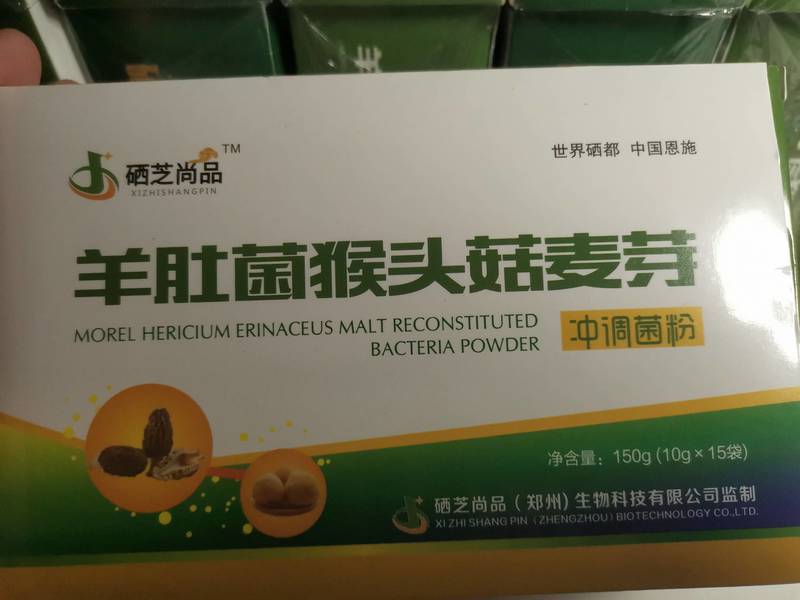 硒芝尚品 TM
XIZHISHANGPIN
世界硒都 中国恩施
羊肚菌猴头菇麦芽
MOREL HERICIUM ERINACEUS MALT RECONSTITUTED
BACTERIA POWDER
冲调菌粉
净含量：150g (10g×15袋)
硒芝尚品（郑州）生物科技有限公司监制
XI ZHI SHANG PIN（ZHENGZHOU）BIOTECHNOLOGY CO.,LTD.